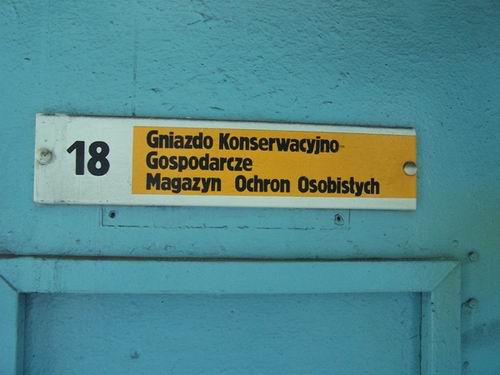 18
Gniazdo Konserwacyjno-
Gospodarcze
Magazyn Ochron Osobistych